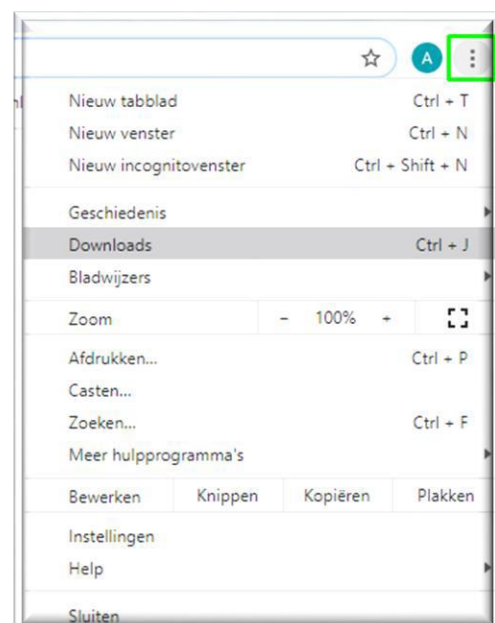 A
Nieuw tabblad Ctrl + T
Nieuw venster Ctrl + N
Nieuw incognitovenster Ctrl + Shift + N
Geschiedenis
Downloads Ctrl + J
Bladwijzers
Zoom - 100% +
Afdrukken... Ctrl + P
Casten...
Zoeken... Ctrl + F
Meer hulpprogramma's
Bewerken Knippen Kopiëren Plakken
Instellingen
Help
Sluiten